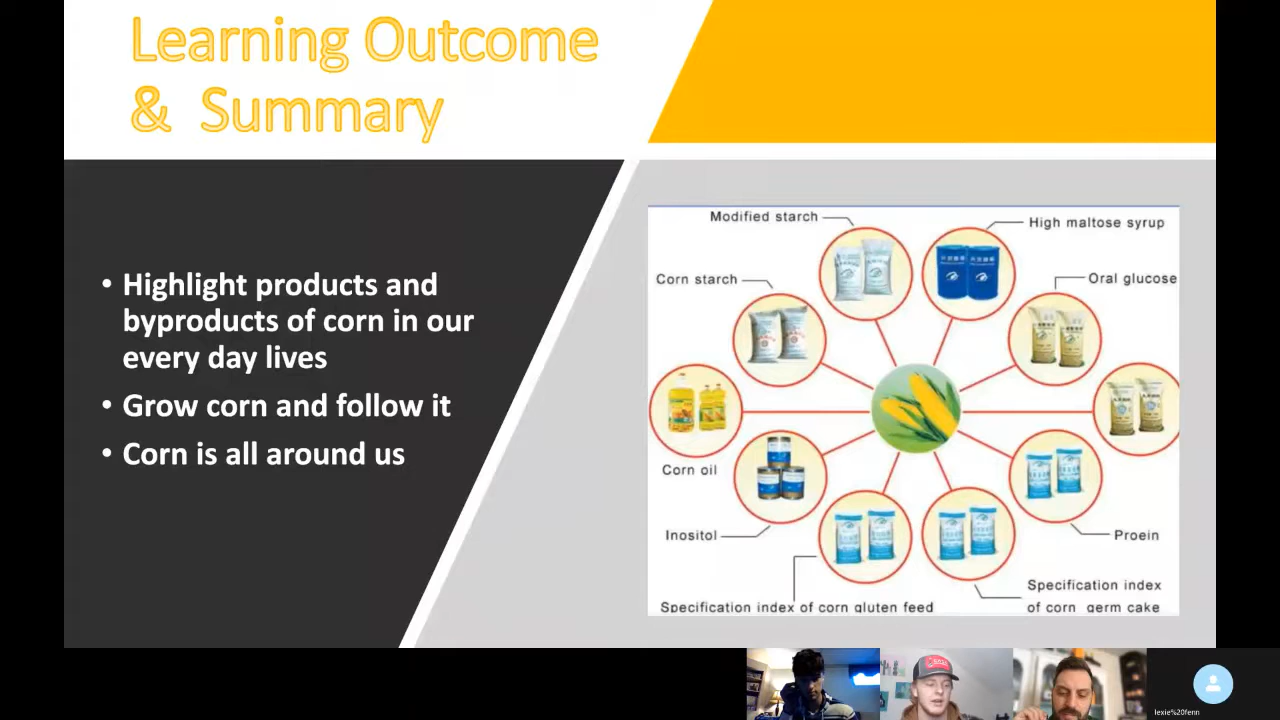 Learning Outcome
& Summary
• Highlight products and
byproducts of corn in our
every day lives
• Grow corn and follow it
• Corn is all around us
Modified starch
High maltose syrup
Corn starch
Oral glucose
Corn oil
Inositol
Proein
Specification index of corn gluten feed
Specification index
of corn germ cake
lexie%20fenn